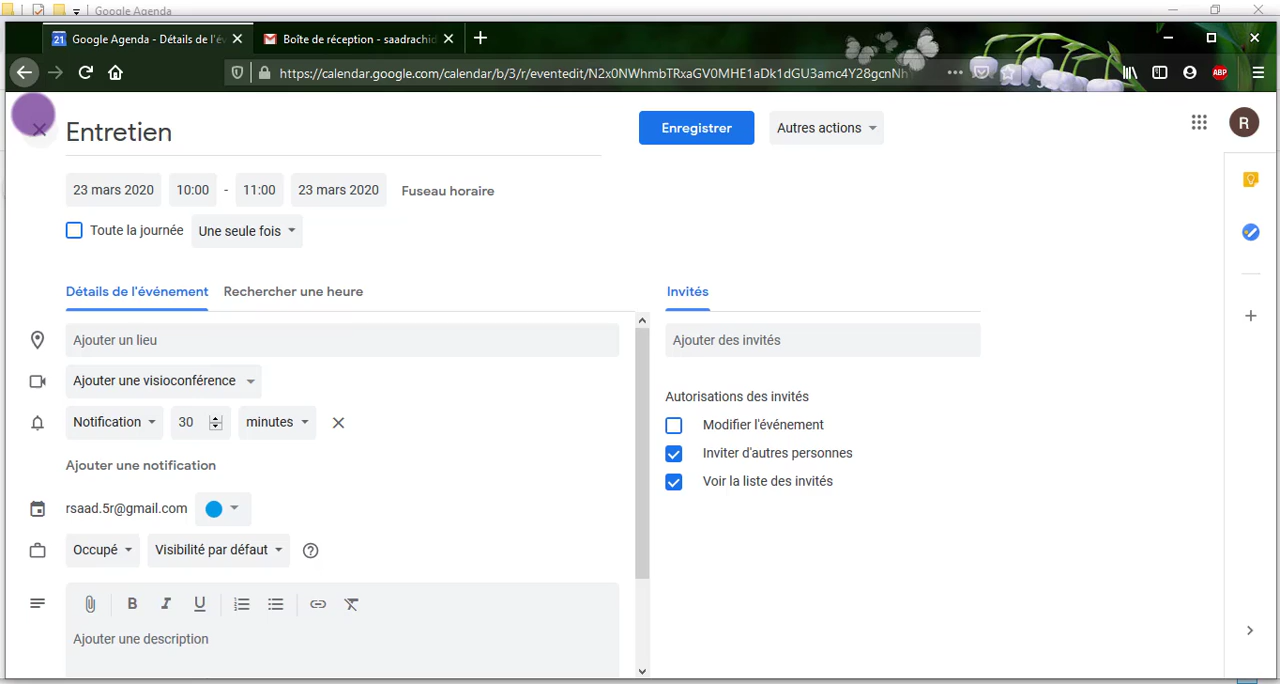 Google Agenda
Google Agenda - Détails de l'év
Boîte de réception - saadrachid
https://calendar.google.com/calendar/b/3/r/eventedit/N2x0NWhmbTRxaGV0MHE1aDk1dGU3amc4Y28gcnNh
ABP
Entretien
Enregistrer
Autres actions
R
23 mars 2020
10:00
-
11:00
23 mars 2020
Fuseau horaire
Toute la journée
Une seule fois
Détails de l'événement
Rechercher une heure
Invités
Ajouter un lieu
Ajouter des invités
Ajouter une visioconférence
Autorisations des invités
Notification
30
minutes
Modifier l'événement
Inviter d'autres personnes
Ajouter une notification
Voir la liste des invités
rsaad.5r@gmail.com
Occupé
Visibilité par défaut
B
I
U
Ajouter une description